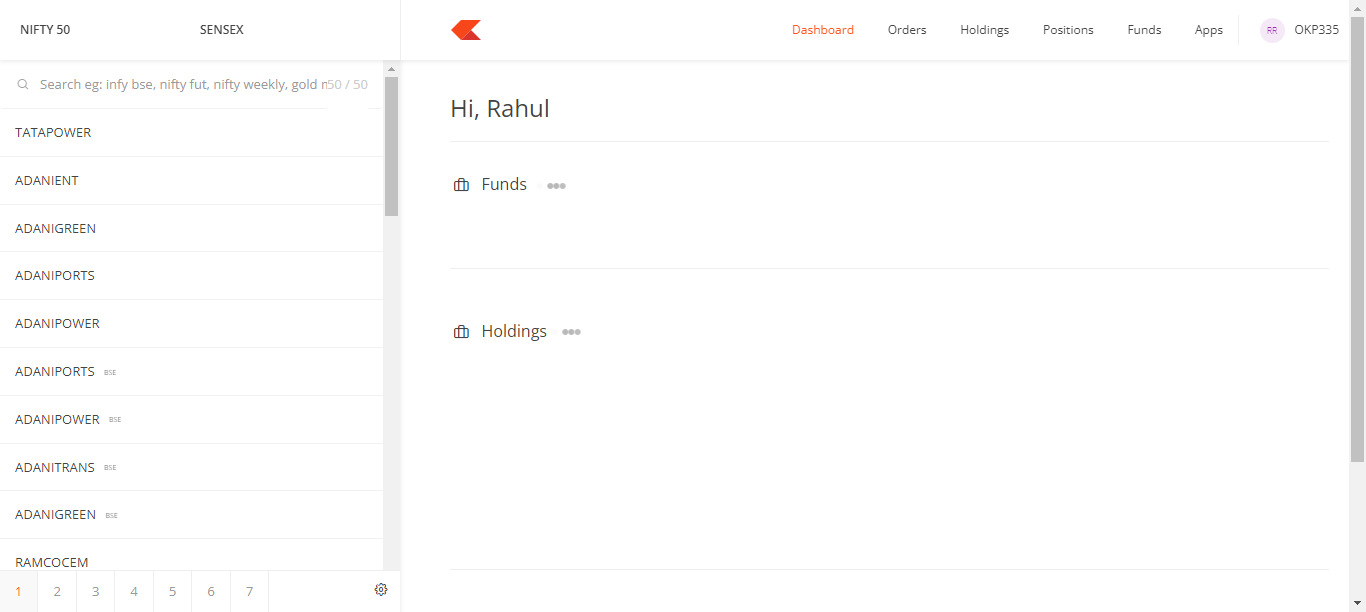 NIFTY 50 SENSEX
Dashboard Orders Holdings Positions Funds Apps RR OKP335
Search eg: infy bse, nifty fut, nifty weekly, gold 50 / 50
TATAPOWER
ADANIENT
ADANIGREEN
ADANIPORTS
ADANIPOWER
ADANIPORTS BSE
ADANIPOWER BSE
ADANITRANS BSE
ADANIGREEN BSE
RAMCOCEM
1 2 3 4 5 6 7
Hi, Rahul
Funds
Holdings